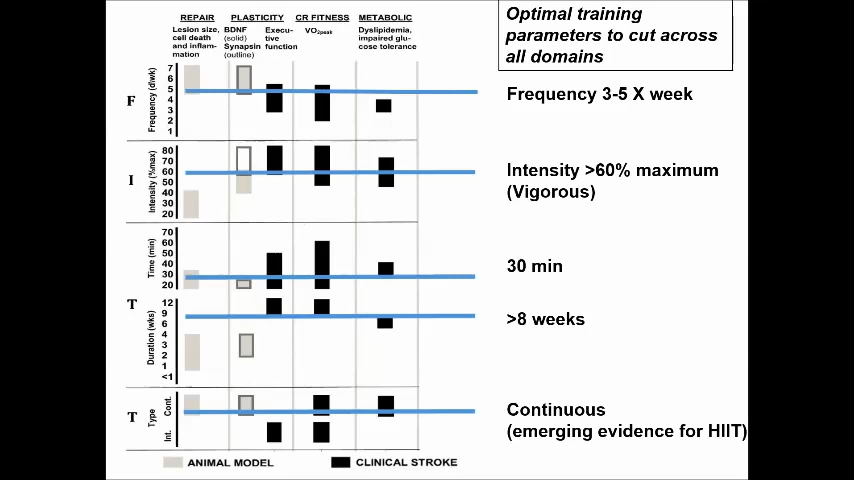 REPAIR PLASTICITY CR FITNESS METABOLIC
Lesion size, cell death and inflam- mation
BDNF (solid) Synapsin (outline)
Execu- tive function
VO2peak
Dyslipidemia, impaired glu- cose tolerance
Optimal training
parameters to cut across
all domains
F
Frequency (d/wk)
7
6
5
4
3
2
1
Frequency 3-5 X week
I
Intensity (%max)
80
70
60
50
40
30
20
Intensity >60% maximum
(Vigorous)
T
Time (min)
70
60
50
40
30
20
30 min
Duration (wks)
12
9
6
4
3
2
1
<1
>8 weeks
T
Type
Cont.
Int.
Continuous
(emerging evidence for HIIT)
ANIMAL MODEL
CLINICAL STROKE